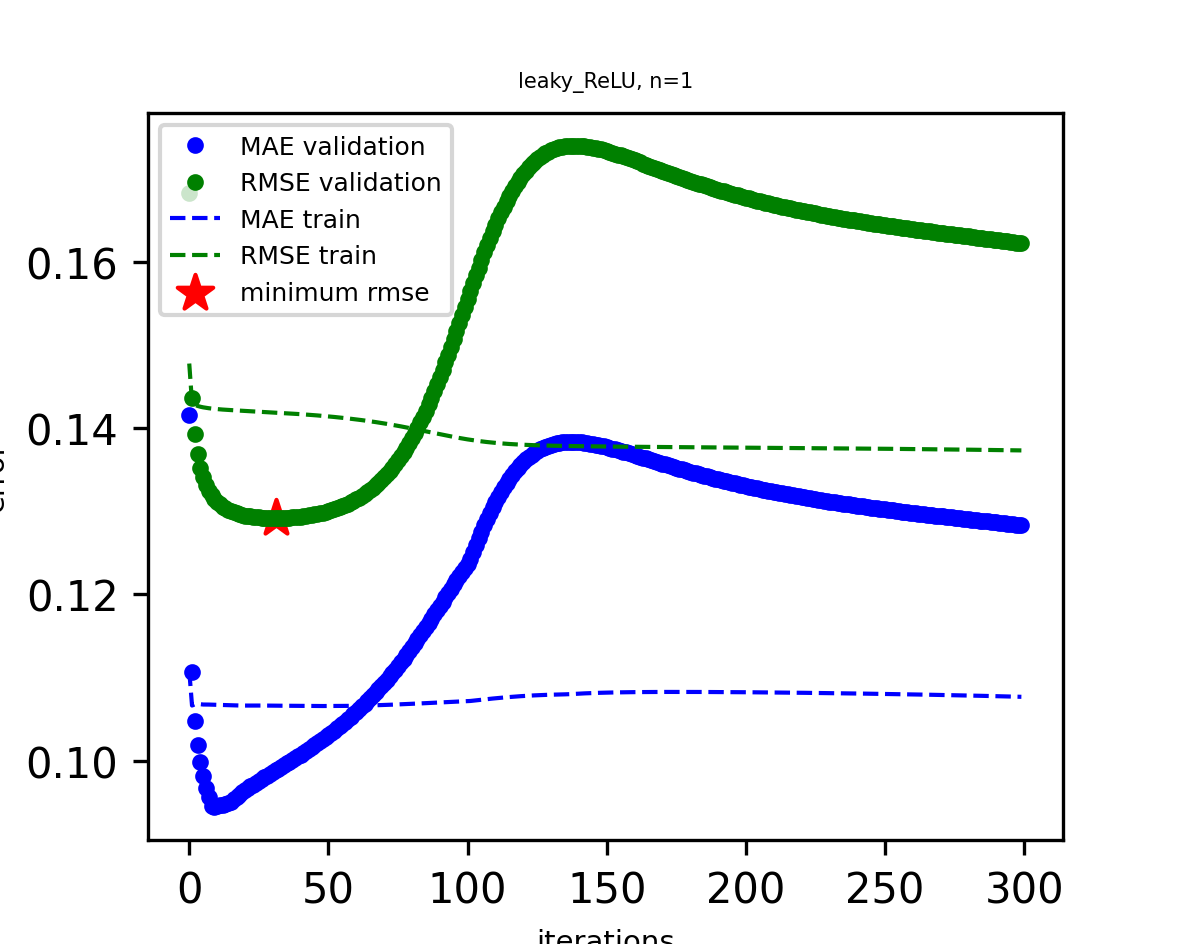 leaky_ReLU, n=1
MAE validation
RMSE validation
MAE train
RMSE train
minimum rmse
0.16
0.14
0.12
0.10
0 50 100 150 200 250 300